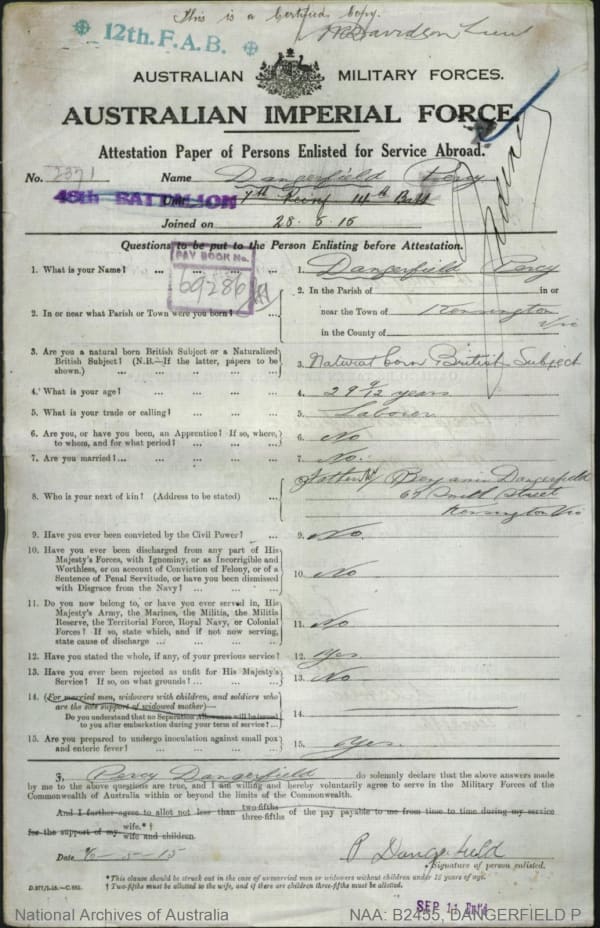 This is a Certified Copy.
12th. F.A.B.
Davidson Lieut
AUSTRALIAN MILITARY FORCES.
AUSTRALIAN IMPERIAL FORCE.
Attestation Paper of Persons Enlisted for Service Abroad.
No. 2371 Name Dangerfield Percy
46th BATTALION Unit 7th Reinf 14th Batt
Joined on 28.5.15
Questions to be put to the Person Enlisting before Attestation.
PAY BOOK No.
69286
1. What is your Name? ... ... ... ... 1. Dangerfield Percy
2. In or near what Parish or Town were you born? ... 2. In the Parish of in or
near the Town of Kensington
in the County of Vic
3. Are you a natural born British Subject or a Naturalized
British Subject? (N.B.—If the latter, papers to be
shown.) ... ... ... ... ... 3. Natural born British Subject
4. What is your age? ... ... ... ... 4. 29 9/12 years
5. What is your trade or calling? ... ... ... 5. Laborer
6. Are you, or have you been, an Apprentice? If so, where,
to whom, and for what period? ... ... ... 6. No
7. Are you married?... ... ... ... ... 7. No.
8. Who is your next of kin? (Address to be stated) ... Father Benjamin Dangerfield
Street
Kensington Vic
9. Have you ever been convicted by the Civil Power? ... 9. No.
10. Have you ever been discharged from any part of His
Majesty's Forces, with Ignominy, or as Incorrigible and
Worthless, or on account of Conviction of Felony, or of a
Sentence of Penal Servitude, or have you been dismissed
with Disgrace from the Navy? ... ... ... 10. No
11. Do you now belong to, or have you ever served in, His
Majesty's Army, the Marines, the Militia, the Militia
Reserve, the Territorial Force, Royal Navy, or Colonial
Forces? If so, state which, and if not now serving,
state cause of discharge ... ... ... ... 11. No
12. Have you stated the whole, if any, of your previous service? 12. Yes
13. Have you ever been rejected as unfit for His Majesty's
Service? If so, on what grounds? ... ... ... 13. No
14. (For married men, widowers with children, and soldiers who
are the sole support of widowed mother)—
Do you understand that no Separation Allowance will be issued
to you after embarkation during your term of service?... 14.
15. Are you prepared to undergo inoculation against small pox
and enteric fever? ... ... ... ... 15. Yes.
I, Percy Dangerfield do solemnly declare that the above answers made
by me to the above questions are true, and I am willing and hereby voluntarily agree to serve in the Military Forces of the
Commonwealth of Australia within or beyond the limits of the Commonwealth.
And I further agree to allot not less than two-fifths three-fifths of the pay payable to me from time to time during my service
for the support of my wife.*† wife and children.
Date 6-5-15 P Dangerfield
Signature of person enlisted.
*This clause should be struck out in the case of unmarried men or widowers without children under 18 years of age.
† Two-fifths must be allotted to the wife, and if there are children three-fifths must be allotted.
National Archives of Australia NAA: B2455, DANGERFIELD P